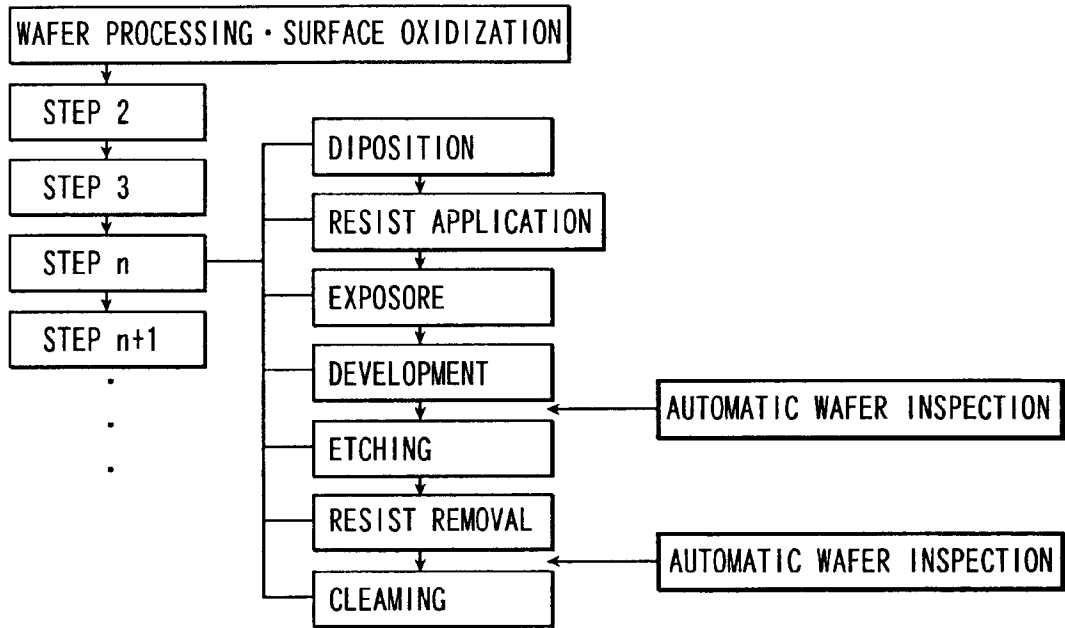 WAFER PROCESSING・SURFACE OXIDIZATION
STEP 2
STEP 3
STEP n
STEP n+1
DIPOSITION
RESIST APPLICATION
EXPOSORE
DEVELOPMENT
ETCHING
RESIST REMOVAL
CLEAMING
AUTOMATIC WAFER INSPECTION
AUTOMATIC WAFER INSPECTION